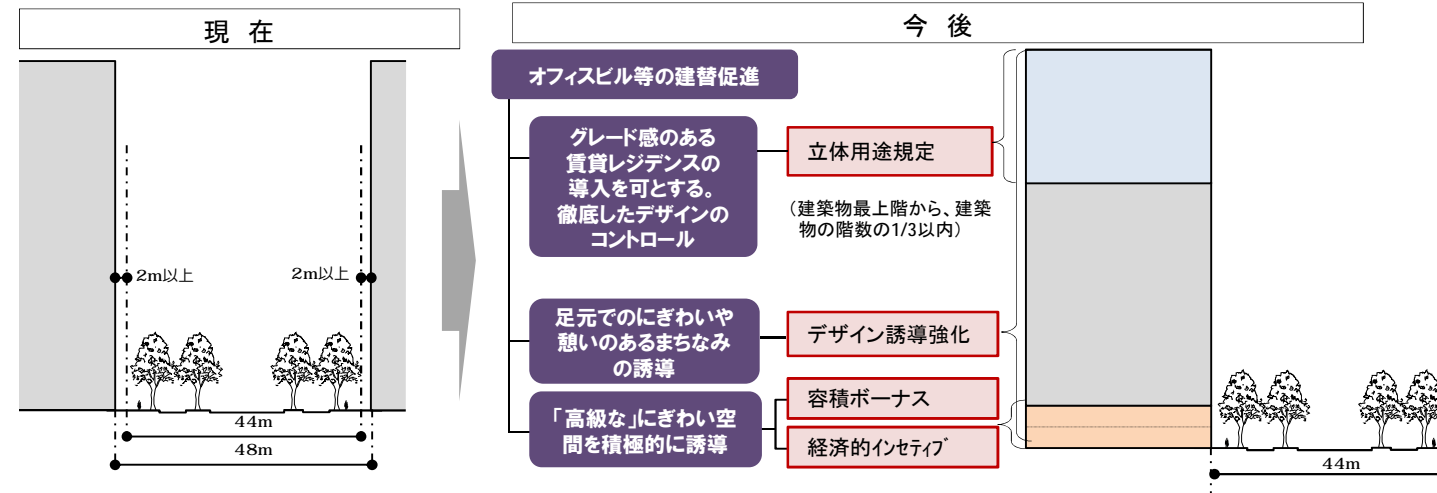 現 在
2m以上
2m以上
44m
48m
今 後
オフィスビル等の建替促進
グレード感のある
賃貸レジデンスの
導入を可とする。
徹底したデザインの
コントロール
立体用途規定
（建築物最上階から、建築
物の階数の1/3以内）
足元でのにぎわいや
憩いのあるまちなみ
の誘導
デザイン誘導強化
「高級な」にぎわい空
間を積極的に誘導
容積ボーナス
経済的インセティブ
44m